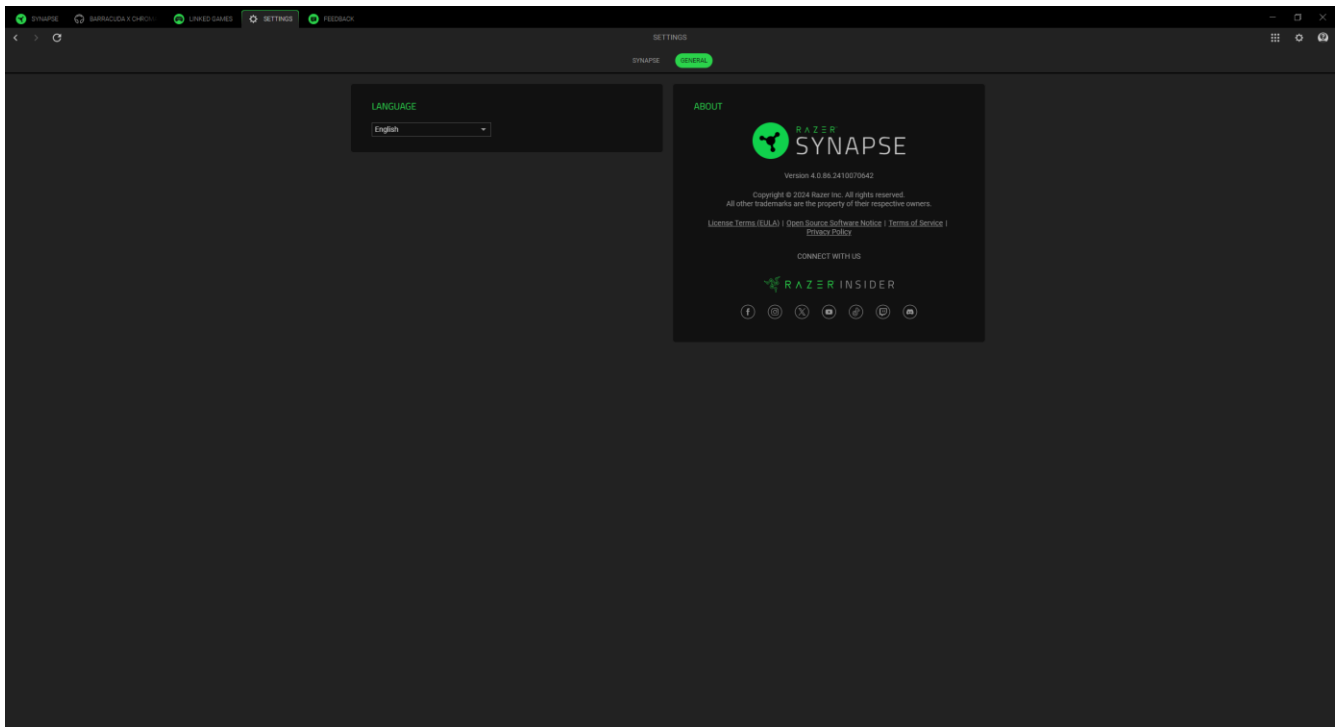 SYNAPSE
BARRACUDA X CHROM
LINKED GAMES
SETTINGS
FEEDBACK
SETTINGS
SYNAPSE
GENERAL
LANGUAGE
English
ABOUT
RAZER
SYNAPSE
Version 4.0.86.2410070642
Copyright © 2024 Razer Inc. All rights reserved.
All other trademarks are the property of their respective owners.
License Terms (EULA) | Open Source Software Notice | Terms of Service |
Privacy Policy
CONNECT WITH US
RAZER INSIDER